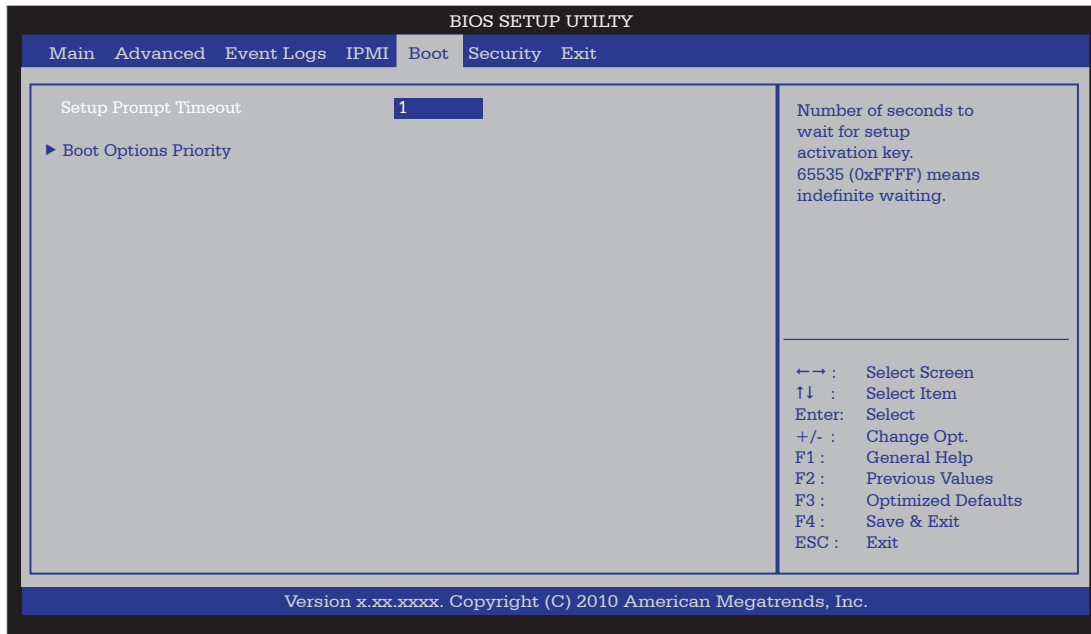 BIOS SETUP UTILTY
Main Advanced Event Logs IPMI Boot Security Exit
Setup Prompt Timeout 1
▶ Boot Options Priority
Number of seconds to
wait for setup
activation key.
65535 (0xFFFF) means
indefinite waiting.
←→ : Select Screen
↑↓ : Select Item
Enter: Select
+/- : Change Opt.
F1 : General Help
F2 : Previous Values
F3 : Optimized Defaults
F4 : Save & Exit
ESC : Exit
Version x.xx.xxxx. Copyright (C) 2010 American Megatrends, Inc.